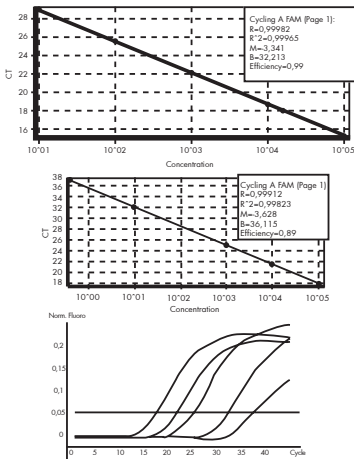 28
26
24
22
20
18
16
CT
Cycling A FAM (Page 1):
R=0,99982
R^2=0,99965
M=-3,341
B=32,213
Efficiency=0,99
10^01 10^02 10^03 10^04 10^05
Concentration
38
36
34
32
30
28
26
24
22
20
18
CT
Cycling A FAM (Page 1)
R=0,99912
R^2=0,99823
M=-3,628
B=36,115
Efficiency=0,89
10^00 10^01 10^02 10^03 10^04 10^05
Concentration
Norm. Fluoro
0,2
0,15
0,1
0,05
0
0 5 10 15 20 25 30 35 40 Cycle